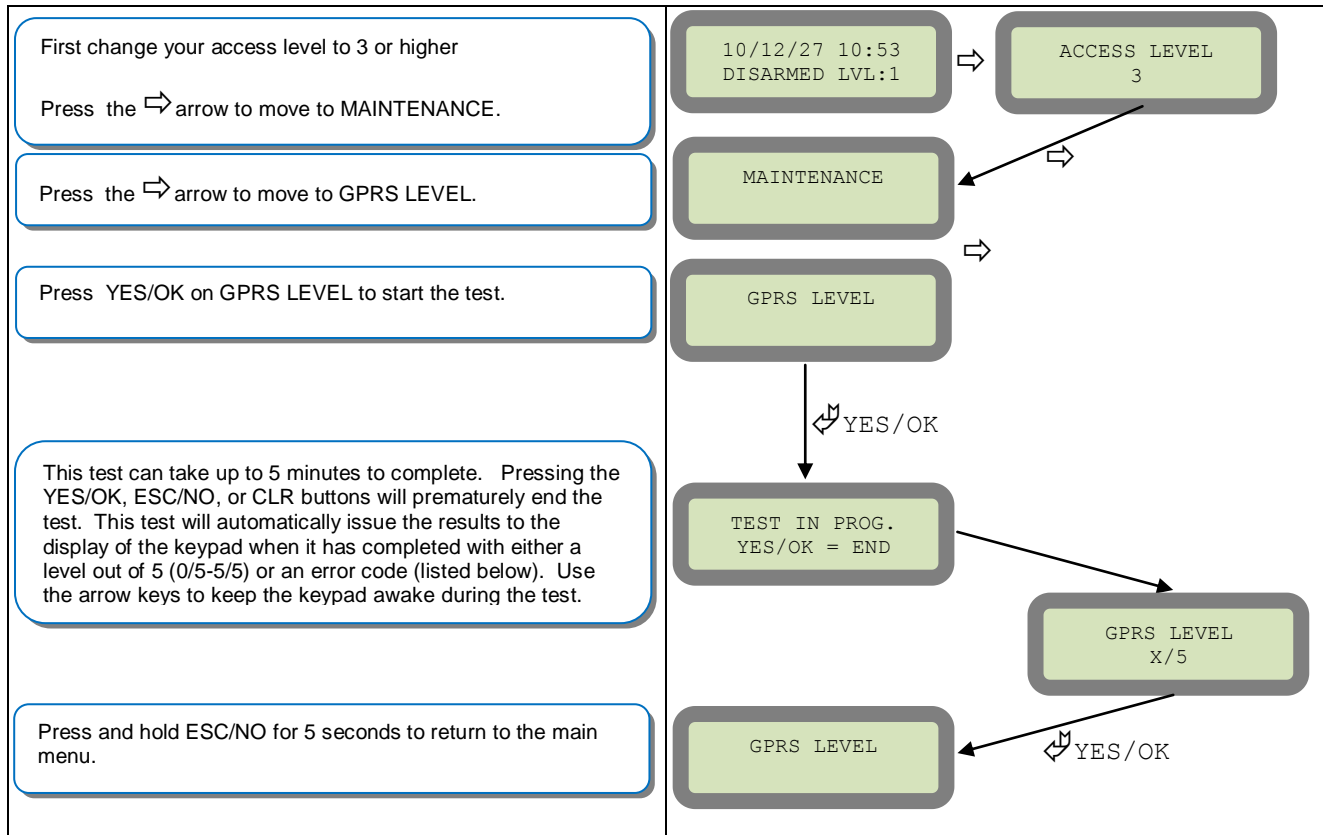 First change your access level to 3 or higher
Press the ⇨ arrow to move to MAINTENANCE.
10/12/27 10:53
DISARMED LVL:1
⇨
ACCESS LEVEL
3
Press the ⇨ arrow to move to GPRS LEVEL.
MAINTENANCE
⇨
⇨
Press YES/OK on GPRS LEVEL to start the test.
GPRS LEVEL
YES/OK
This test can take up to 5 minutes to complete. Pressing the
YES/OK, ESC/NO, or CLR buttons will prematurely end the
test. This test will automatically issue the results to the
display of the keypad when it has completed with either a
level out of 5 (0/5-5/5) or an error code (listed below). Use
the arrow keys to keep the keypad awake during the test.
TEST IN PROG.
YES/OK = END
GPRS LEVEL
X/5
Press and hold ESC/NO for 5 seconds to return to the main
menu.
GPRS LEVEL
YES/OK